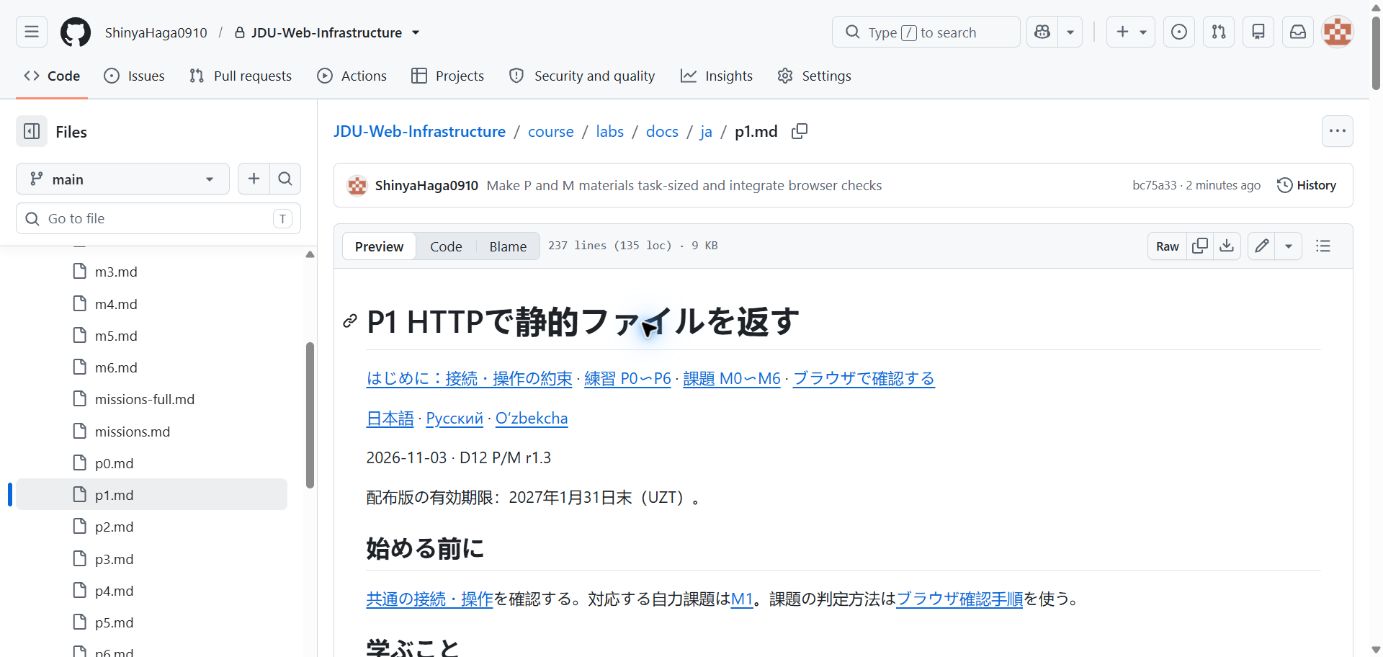 ShinyaHaga0910 / JDU-Web-Infrastructure
Type / to search
Code Issues Pull requests Actions Projects Security and quality Insights Settings
Files
main
Go to file T
m3.md
m4.md
m5.md
m6.md
missions-full.md
missions.md
p0.md
p1.md
p2.md
p3.md
p4.md
p5.md
p6.md
JDU-Web-Infrastructure / course / labs / docs / ja / p1.md
ShinyaHaga0910 Make P and M materials task-sized and integrate browser checks bc75a33 · 2 minutes ago History
Preview Code Blame 237 lines (135 loc) · 9 KB Raw
P1 HTTPで静的ファイルを返す
はじめに：接続・操作の約束 · 練習 P0〜P6 · 課題 M0〜M6 · ブラウザで確認する
日本語 · Русский · Oʻzbekcha
2026-11-03 · D12 P/M r1.3
配布版の有効期限：2027年1月31日末（UZT）。
始める前に
共通の接続・操作を確認する。対応する自力課題はM1。課題の判定方法はブラウザ確認手順を使う。
学ぶこと